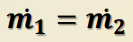 ṁ₁ = ṁ₂